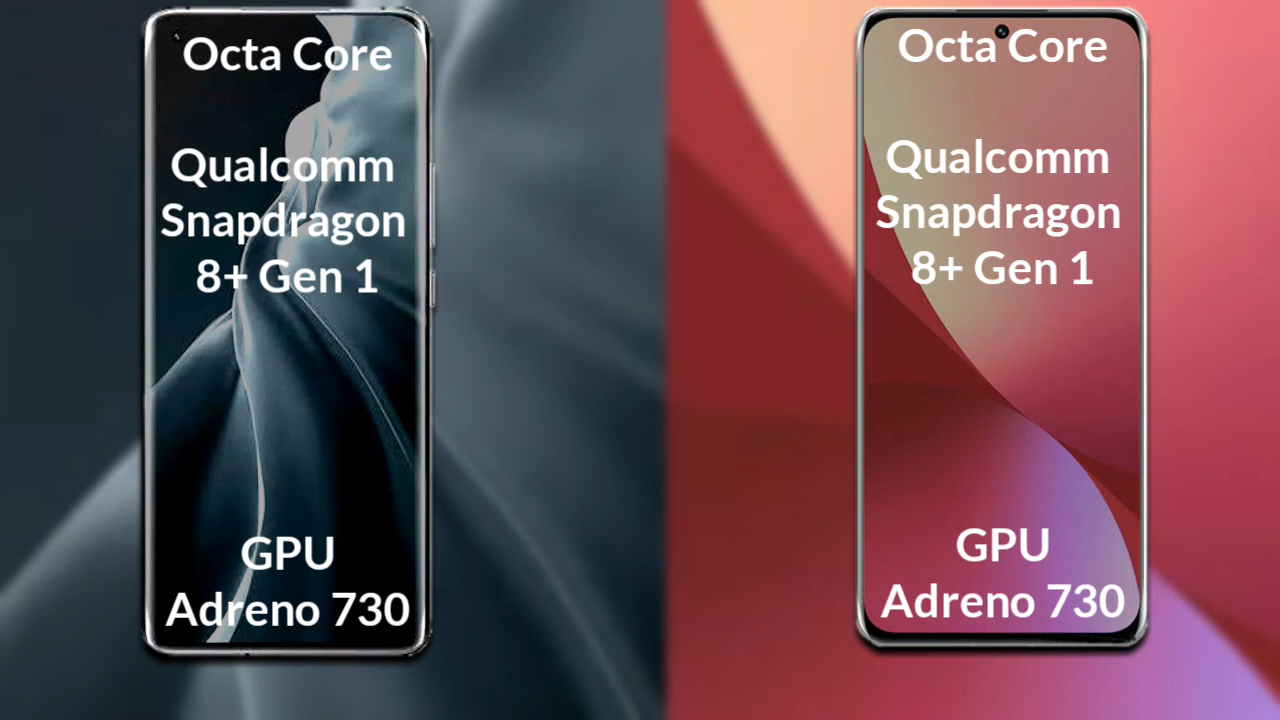 Octa Core
Qualcomm
Snapdragon
8+ Gen 1
GPU
Adreno 730
Octa Core
Qualcomm
Snapdragon
8+ Gen 1
GPU
Adreno 730